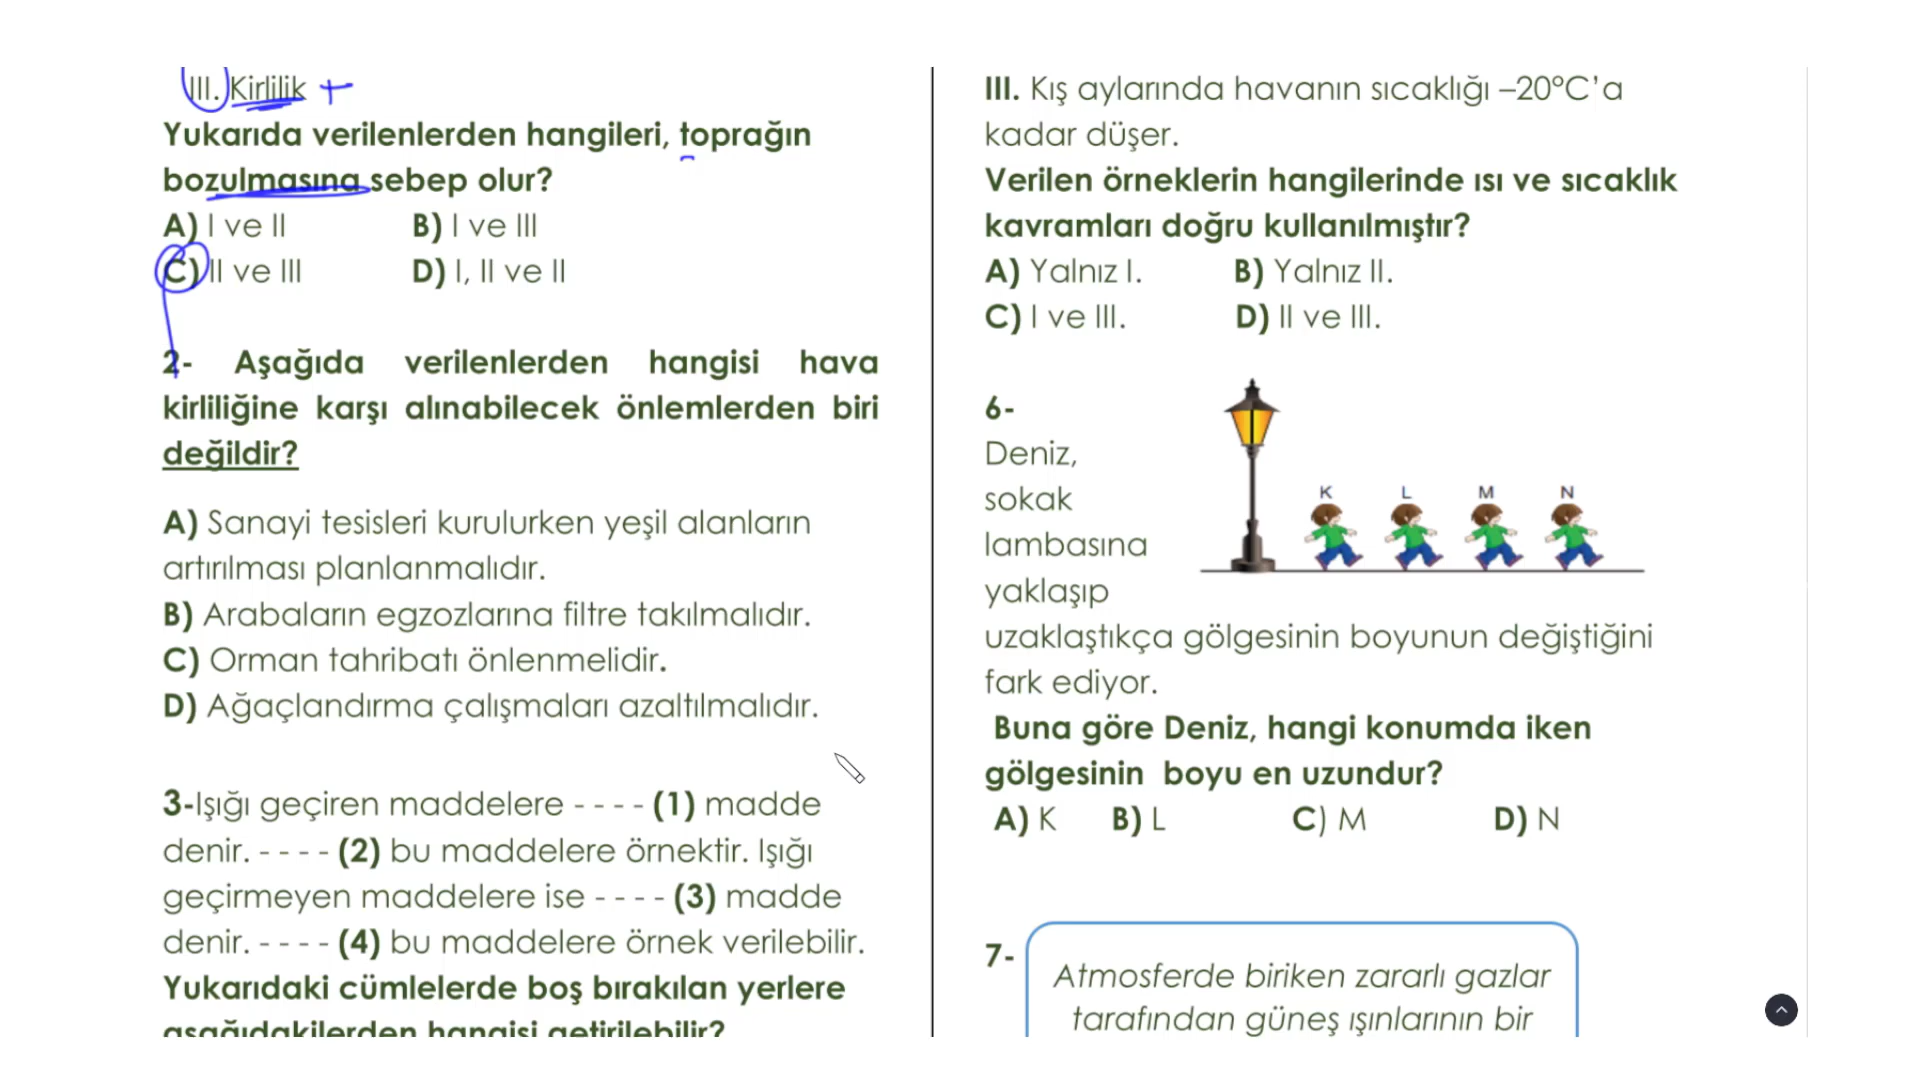 III. Kirlilik +
Yukarıda verilenlerden hangileri, toprağın
bozulmasına sebep olur?
A) I ve II B) I ve III
C) II ve III D) I, II ve II
2- Aşağıda verilenlerden hangisi hava
kirliliğine karşı alınabilecek önlemlerden biri
değildir?
A) Sanayi tesisleri kurulurken yeşil alanların
artırılması planlanmalıdır.
B) Arabaların egzozlarına filtre takılmalıdır.
C) Orman tahribatı önlenmelidir.
D) Ağaçlandırma çalışmaları azaltılmalıdır.
3-Işığı geçiren maddelere - - - - (1) madde
denir. - - - - (2) bu maddelere örnektir. Işığı
geçirmeyen maddelere ise - - - - (3) madde
denir. - - - - (4) bu maddelere örnek verilebilir.
Yukarıdaki cümlelerde boş bırakılan yerlere
aşağıdakilerden hangisi getirilebilir?
III. Kış aylarında havanın sıcaklığı –20°C’a
kadar düşer.
Verilen örneklerin hangilerinde ısı ve sıcaklık
kavramları doğru kullanılmıştır?
A) Yalnız I. B) Yalnız II.
C) I ve III. D) II ve III.
6-
Deniz,
sokak
lambasına
yaklaşıp
K L M N
uzaklaştıkça gölgesinin boyunun değiştiğini
fark ediyor.
Buna göre Deniz, hangi konumda iken
gölgesinin boyu en uzundur?
A) K B) L C) M D) N
7-
Atmosferde biriken zararlı gazlar
tarafından güneş ışınlarının bir